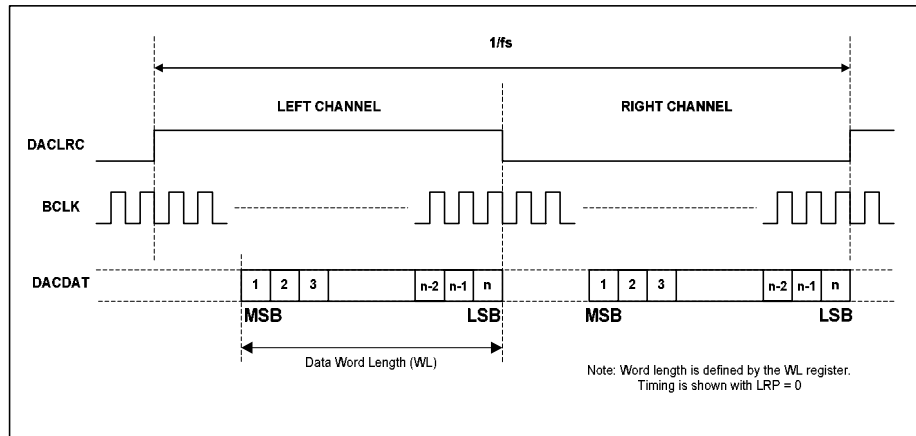 1/fs
LEFT CHANNEL RIGHT CHANNEL
DACLRC
BCLK
DACDAT
1 2 3 n-2 n-1 n 1 2 3 n-2 n-1 n
MSB LSB MSB LSB
Data Word Length (WL)
Note: Word length is defined by the WL register.
Timing is shown with LRP = 0